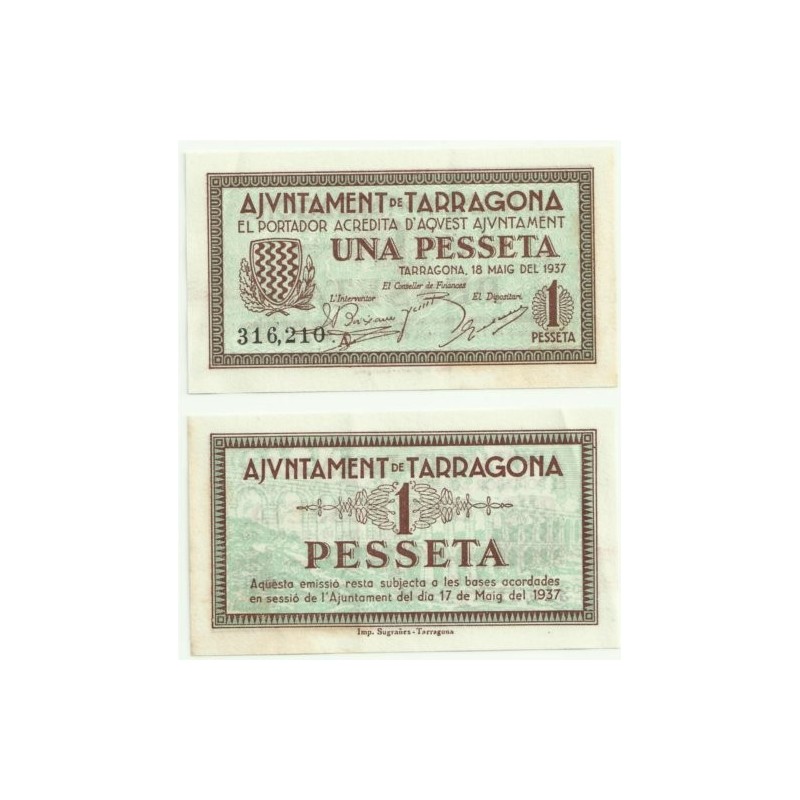 AJVNTAMENT DE TARRAGONA
EL PORTADOR ACREDITA D'AQVEST AJVNTAMENT
UNA PESSETA
TARRAGONA, 18 MAIG DEL 1937
El Conseller de Finances
L'Interventor El Dipositari
316,210 A
1
PESSETA
AJVNTAMENT DE TARRAGONA
1
PESSETA
Aqüesta emissió resta subjecta a les bases acordades
en sessió de l'Ajuntament del dia 17 de Maig del 1937
Imp. Sugrañes - Tarragona